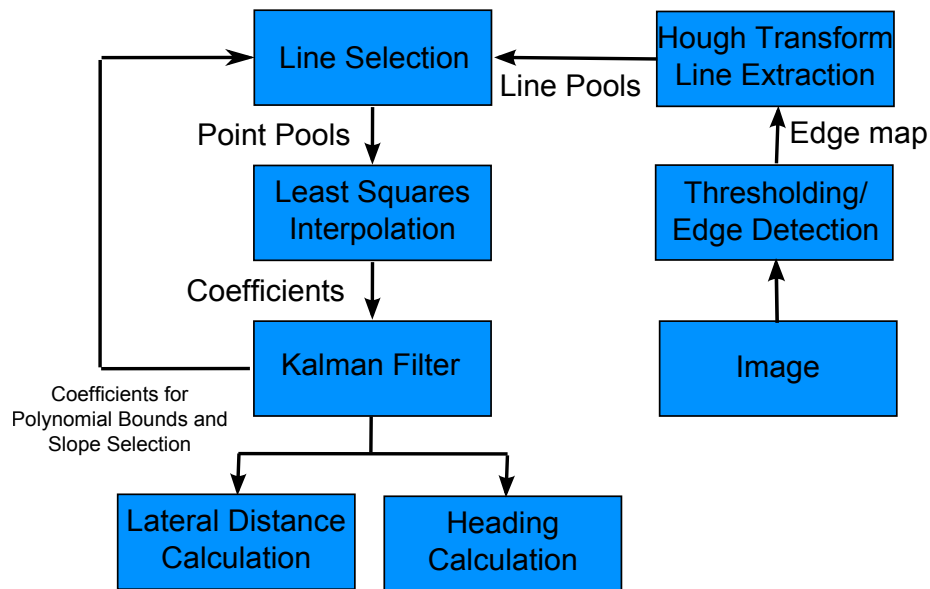 Line Selection
Hough Transform
Line Extraction
Line Pools
Edge map
Point Pools
Least Squares
Interpolation
Thresholding/
Edge Detection
Coefficients
Kalman Filter
Image
Coefficients for
Polynomial Bounds and
Slope Selection
Lateral Distance
Calculation
Heading
Calculation